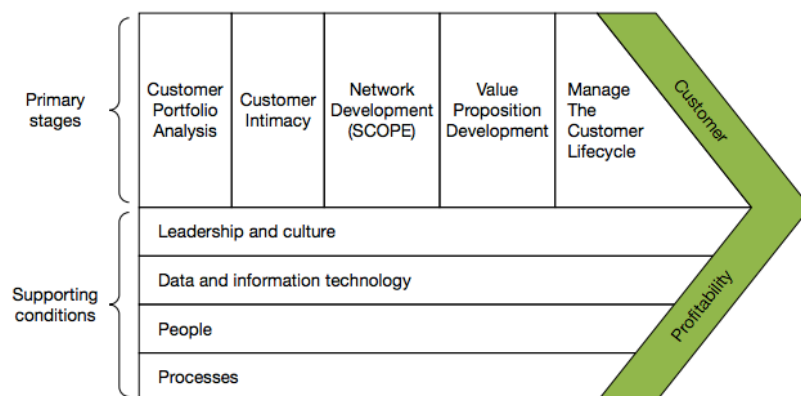 Primary
stages
Customer
Portfolio
Analysis
Customer
Intimacy
Network
Development
(SCOPE)
Value
Proposition
Development
Manage
The
Customer
Lifecycle
Customer
Supporting
conditions
Leadership and culture
Data and information technology
People
Processes
Profitability